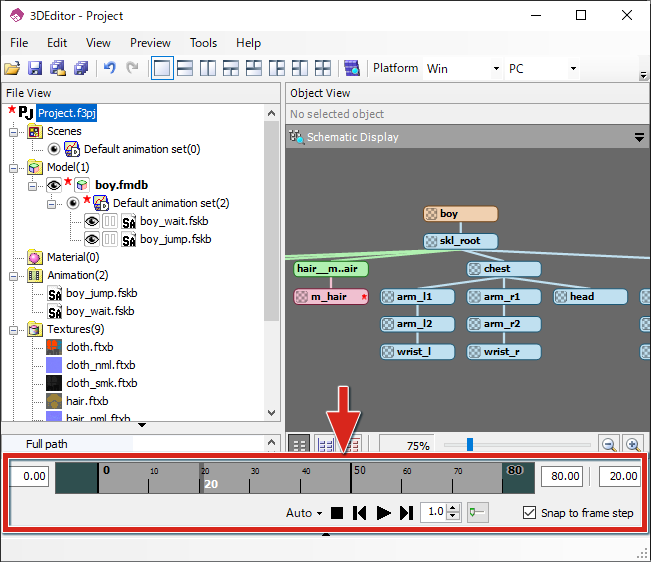 3DEditor - Project
File Edit View Preview Tools Help
Platform Win PC
File View
Project.f3pj
Scenes
Default animation set(0)
Model(1)
boy.fmdb
Default animation set(2)
boy_wait.fskb
boy_jump.fskb
Material(0)
Animation(2)
boy_jump.fskb
boy_wait.fskb
Textures(9)
cloth.ftxb
cloth_nml.ftxb
cloth_smk.ftxb
hair.ftxb
hair_nml.ftxb
Full path
Object View
No selected object
Schematic Display
boy
skl_root
hair__m..air chest
m_hair arm_l1 arm_r1 head
arm_l2 arm_r2
wrist_l wrist_r
75%
0.00 0 10 20 30 40 50 60 70 80 80.00 20.00
20
Auto 1.0 Snap to frame step